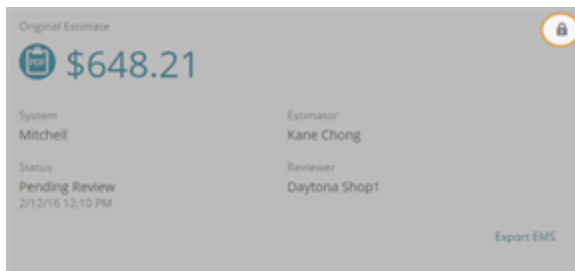 Original Estimate
PDF
$648.21
System
Mitchell
Estimator
Kane Chong
Status
Pending Review
2/12/16 12:10 PM
Reviewer
Daytona Shop1
Export EMS